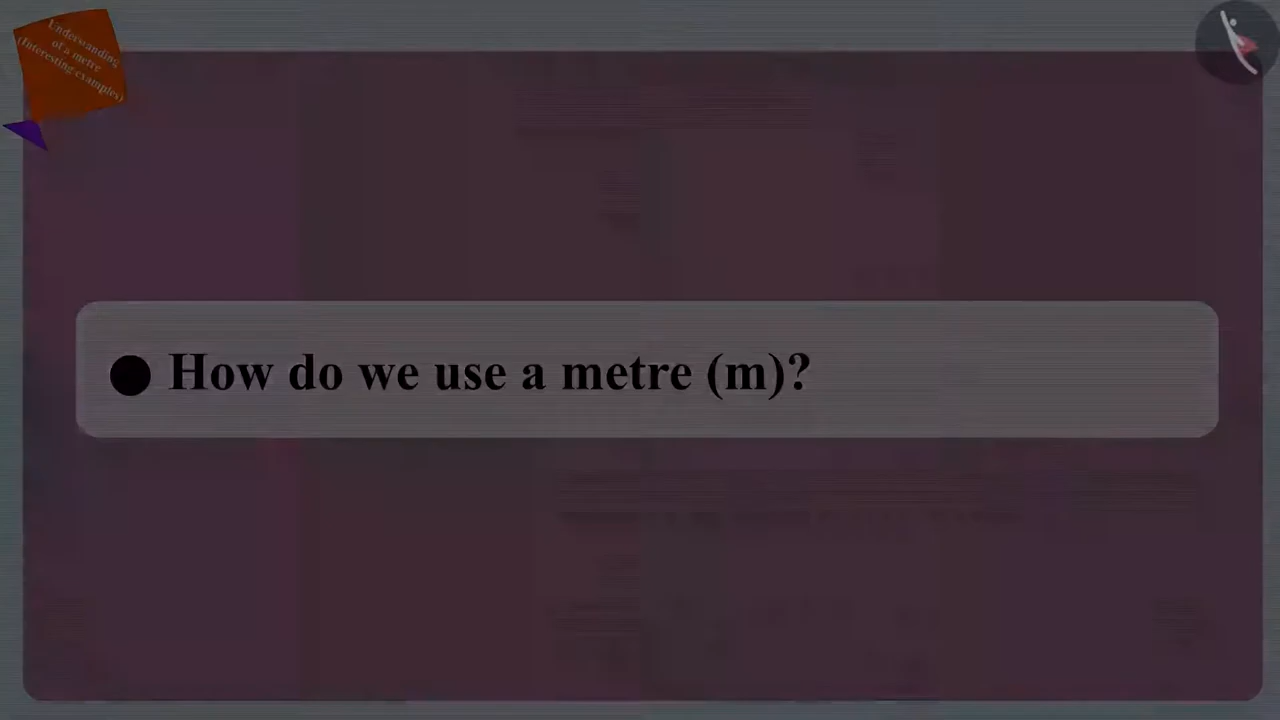 Understanding
of a metre
(Interesting examples)
● How do we use a metre (m)?